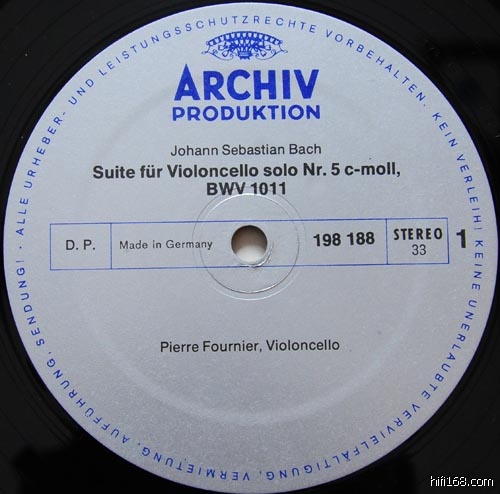 ALLE URHEBER- UND LEISTUNGSSCHUTZRECHTE VORBEHALTEN. KEIN VERLEIH! KEINE UNERLAUBTE VERVIELFÄLTIGUNG, VERMIETUNG, AUFFÜHRUNG, SENDUNG! ·
ARCHIV
PRODUKTION
Johann Sebastian Bach
Suite für Violoncello solo Nr. 5 c-moll,
BWV 1011
D. P. Made in Germany 198 188 STEREO 33 1
Pierre Fournier, Violoncello
hifi168.com